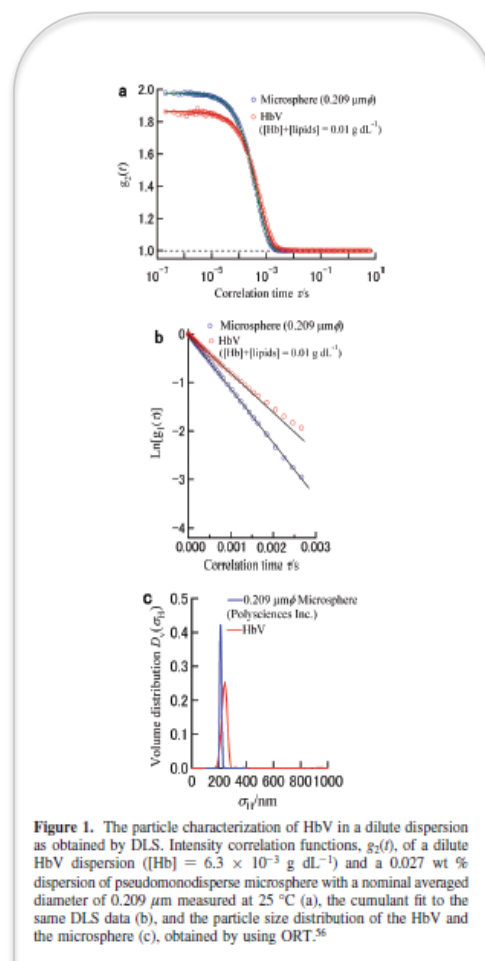 a
2.0
1.8
1.6
1.4
1.2
1.0
g₂(t)
Microsphere (0.209 μmϕ)
HbV
([Hb]+[lipids] = 0.01 g dL⁻¹)
10⁻⁷ 10⁻⁵ 10⁻³ 10⁻¹ 10¹
Correlation time τ/s
b
Microsphere (0.209 μmϕ)
HbV
([Hb]+[lipids] = 0.01 g dL⁻¹)
0
−1
−2
−3
−4
Ln[g₁(τ)]
0.000 0.001 0.002 0.003
Correlation time τ/s
c
0.5
0.4
0.3
0.2
0.1
0.0
Volume distribution Dᵥ(σ_H)
0.209 μmϕ Microsphere
(Polysciences Inc.)
HbV
0 200 400 600 800 1000
σ_H/nm
Figure 1. The particle characterization of HbV in a dilute dispersion
as obtained by DLS. Intensity correlation functions, g₂(t), of a dilute
HbV dispersion ([Hb] = 6.3 × 10⁻³ g dL⁻¹) and a 0.027 wt %
dispersion of pseudomonodisperse microsphere with a nominal averaged
diameter of 0.209 μm measured at 25 °C (a), the cumulant fit to the
same DLS data (b), and the particle size distribution of the HbV and
the microsphere (c), obtained by using ORT.⁵⁶